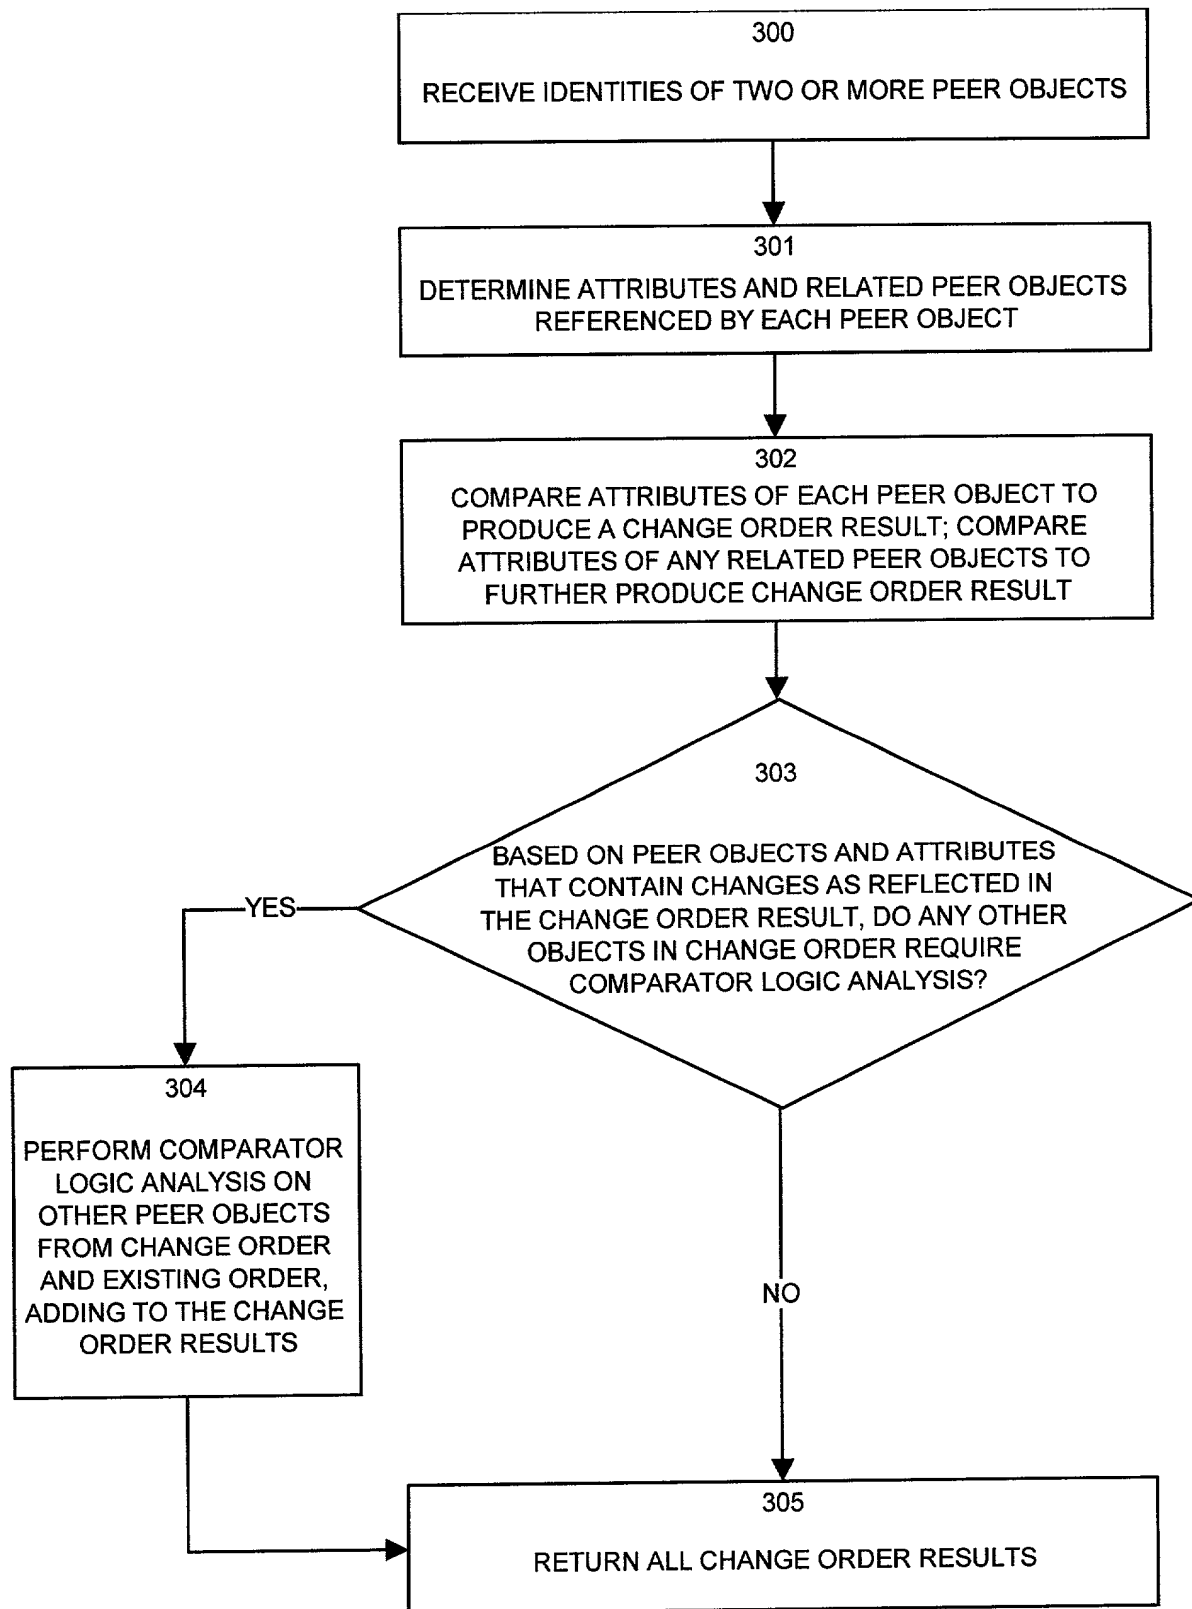 300
RECEIVE IDENTITIES OF TWO OR MORE PEER OBJECTS
301
DETERMINE ATTRIBUTES AND RELATED PEER OBJECTS
REFERENCED BY EACH PEER OBJECT
302
COMPARE ATTRIBUTES OF EACH PEER OBJECT TO
PRODUCE A CHANGE ORDER RESULT; COMPARE
ATTRIBUTES OF ANY RELATED PEER OBJECTS TO
FURTHER PRODUCE CHANGE ORDER RESULT
303
BASED ON PEER OBJECTS AND ATTRIBUTES
THAT CONTAIN CHANGES AS REFLECTED IN
THE CHANGE ORDER RESULT, DO ANY OTHER
OBJECTS IN CHANGE ORDER REQUIRE
COMPARATOR LOGIC ANALYSIS?
YES
304
PERFORM COMPARATOR
LOGIC ANALYSIS ON
OTHER PEER OBJECTS
FROM CHANGE ORDER
AND EXISTING ORDER,
ADDING TO THE CHANGE
ORDER RESULTS
NO
305
RETURN ALL CHANGE ORDER RESULTS